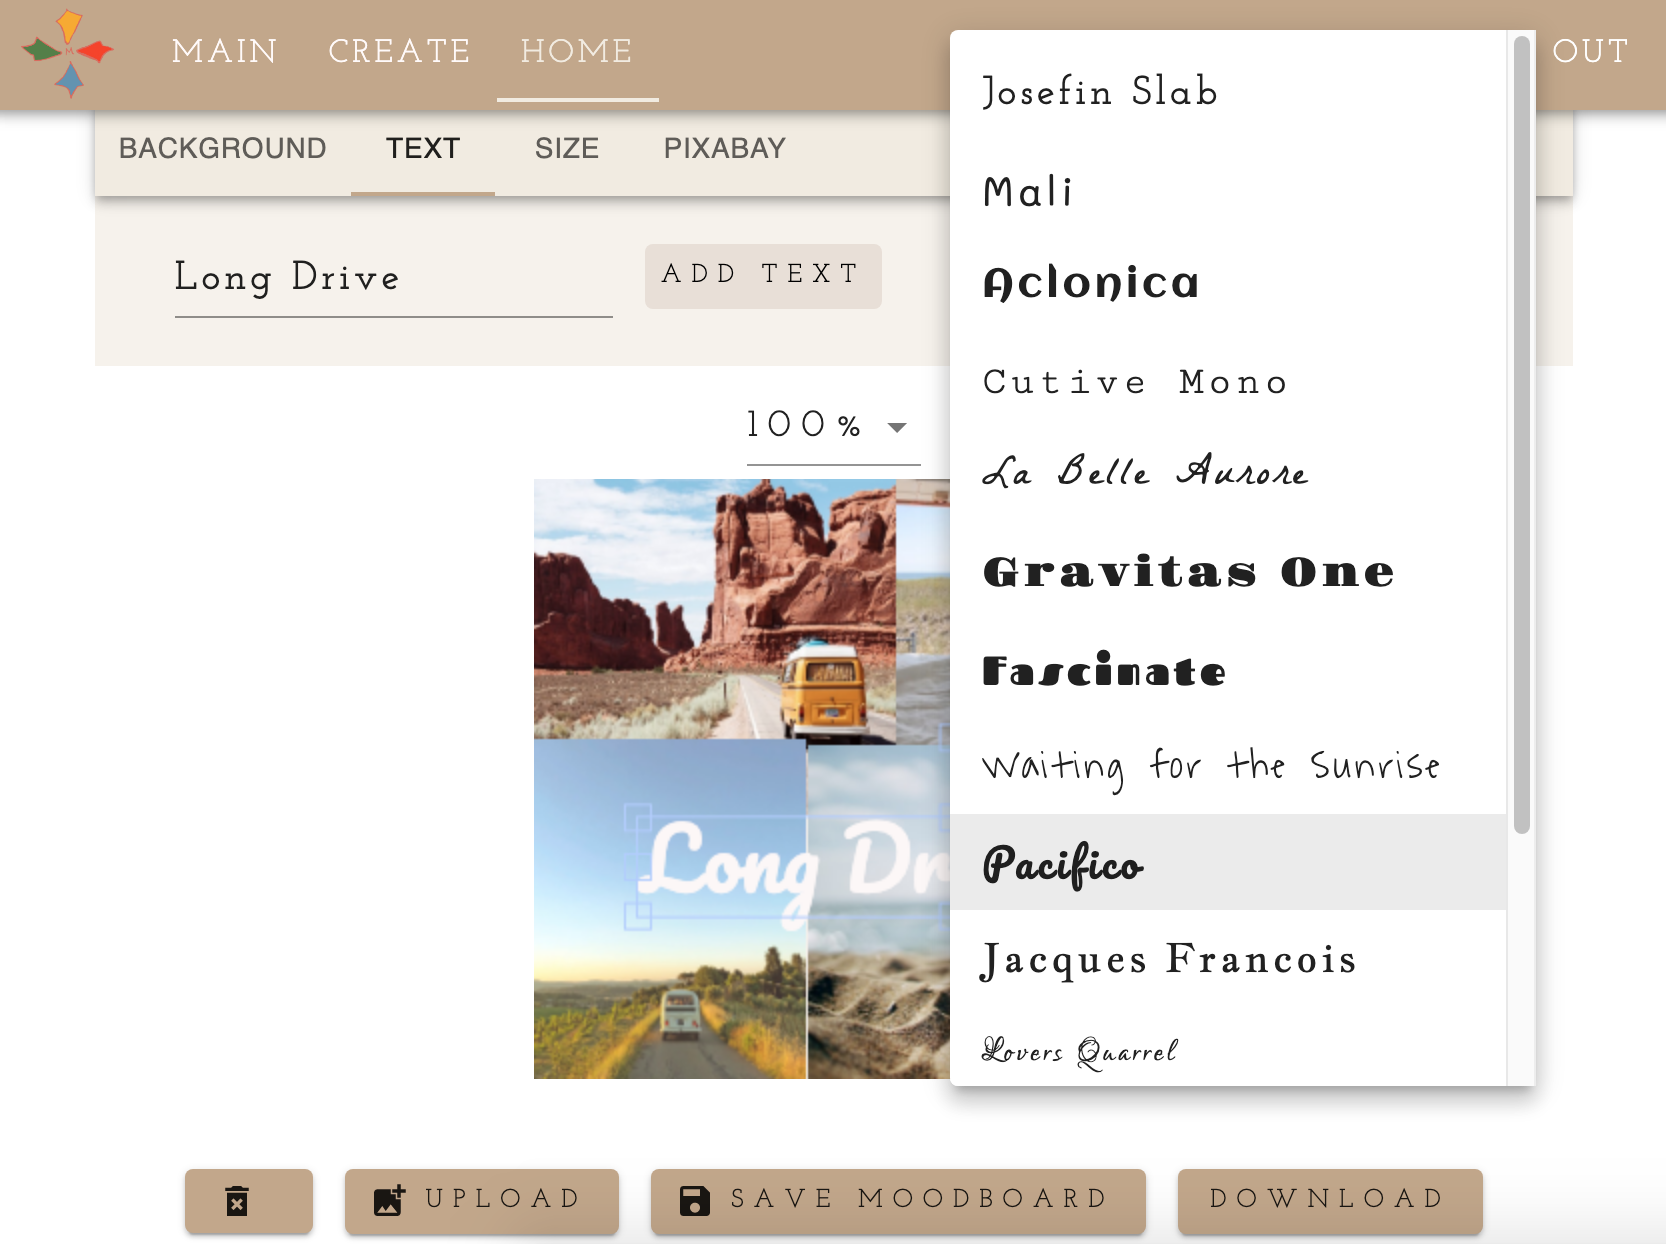 M
MAIN CREATE HOME
OUT
BACKGROUND TEXT SIZE PIXABAY
Long Drive
ADD TEXT
100%
Long Dr
Josefin Slab
Mali
Aclonica
Cutive Mono
La Belle Aurore
Gravitas One
Fascinate
Waiting for the Sunrise
Pacifico
Jacques Francois
Lovers Quarrel
UPLOAD
SAVE MOODBOARD
DOWNLOAD